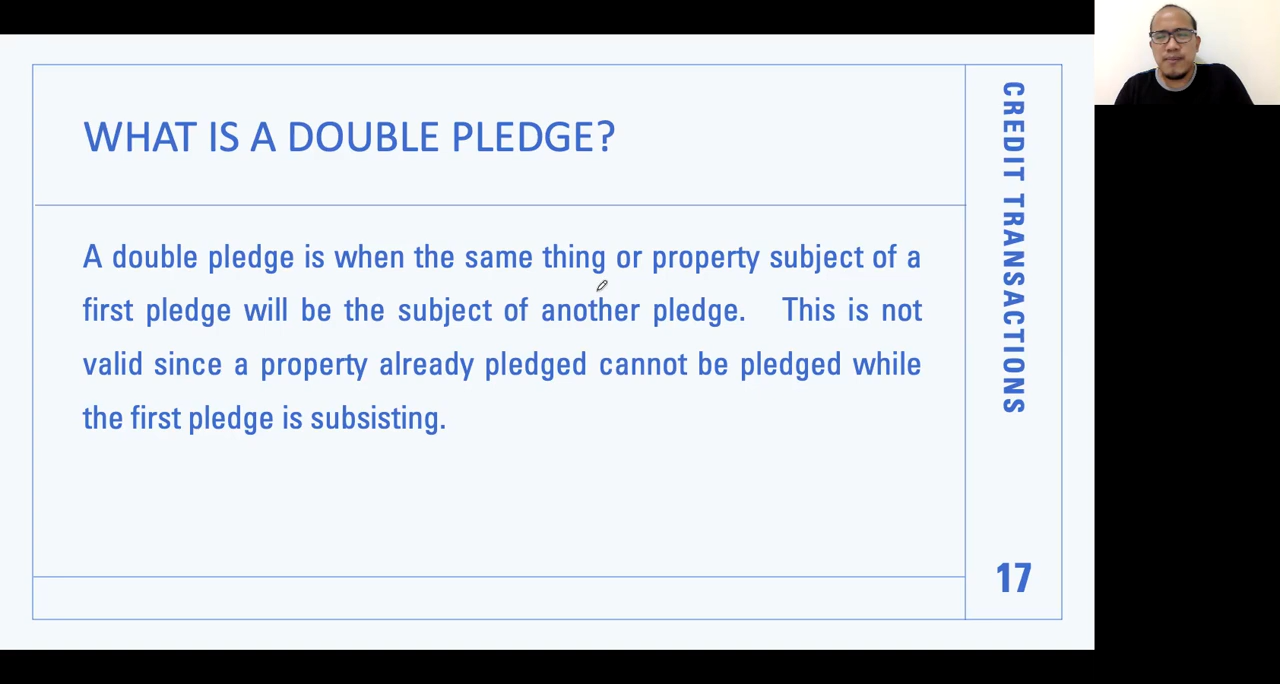 WHAT IS A DOUBLE PLEDGE?
A double pledge is when the same thing or property subject of a
first pledge will be the subject of another pledge. This is not
valid since a property already pledged cannot be pledged while
the first pledge is subsisting.
CREDIT TRANSACTIONS
17